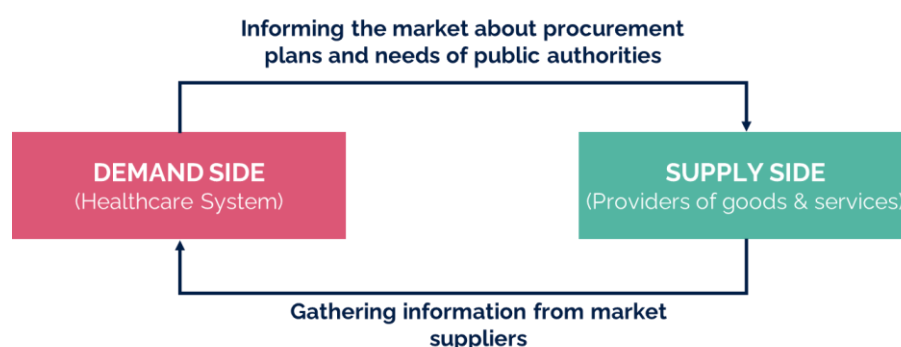 Informing the market about procurement
plans and needs of public authorities
DEMAND SIDE
(Healthcare System)
SUPPLY SIDE
(Providers of goods & services)
Gathering information from market
suppliers